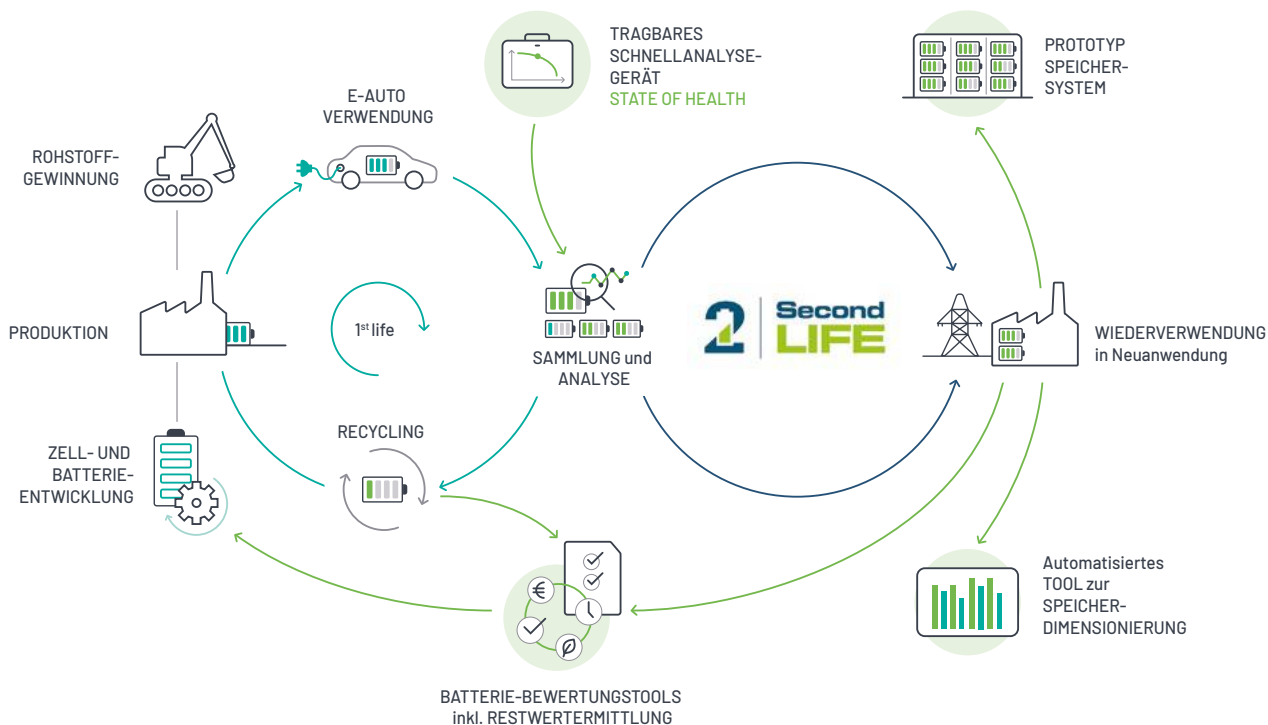 TRAGBARES
SCHNELLANALYSE-
GERÄT
STATE OF HEALTH
PROTOTYP
SPEICHER-
SYSTEM
E-AUTO
VERWENDUNG
ROHSTOFF-
GEWINNUNG
PRODUKTION
1st life
SAMMLUNG und
ANALYSE
2 Second
LIFE
WIEDERVERWENDUNG
in Neuanwendung
ZELL- UND
BATTERIE-
ENTWICKLUNG
RECYCLING
€
Automatisiertes
TOOL zur
SPEICHER-
DIMENSIONIERUNG
BATTERIE-BEWERTUNGSTOOLS
inkl. RESTWERTERMITTLUNG